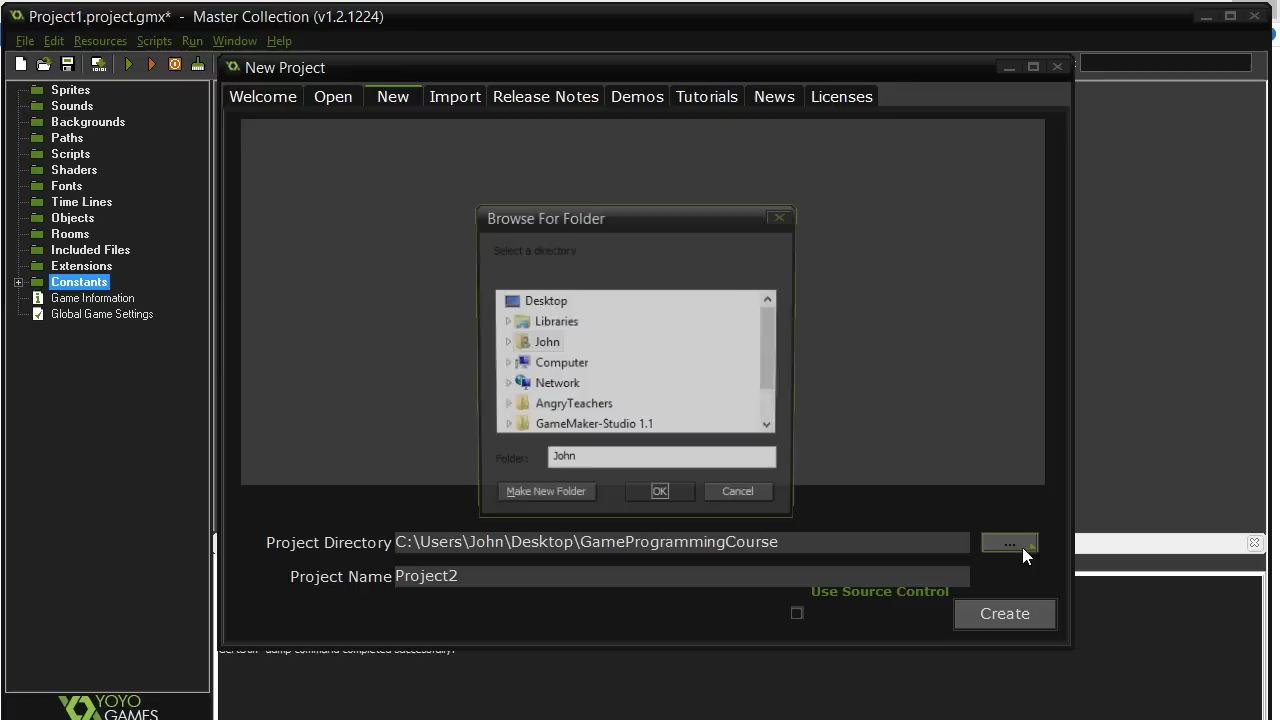 Project1.project.gmx* - Master Collection (v1.2.1224)
File Edit Resources Scripts Run Window Help
New Project
Welcome Open New Import Release Notes Demos Tutorials News Licenses
Sprites
Sounds
Backgrounds
Paths
Scripts
Shaders
Fonts
Time Lines
Objects
Rooms
Included Files
Extensions
Constants
Game Information
Global Game Settings
Browse For Folder
Select a directory
Desktop
Libraries
John
Computer
Network
AngryTeachers
GameMaker-Studio 1.1
Folder: John
Make New Folder OK Cancel
Project Directory C:\Users\John\Desktop\GameProgrammingCourse ...
Project Name Project2
Use Source Control
Create
command completed successfully.
YOYO
GAMES